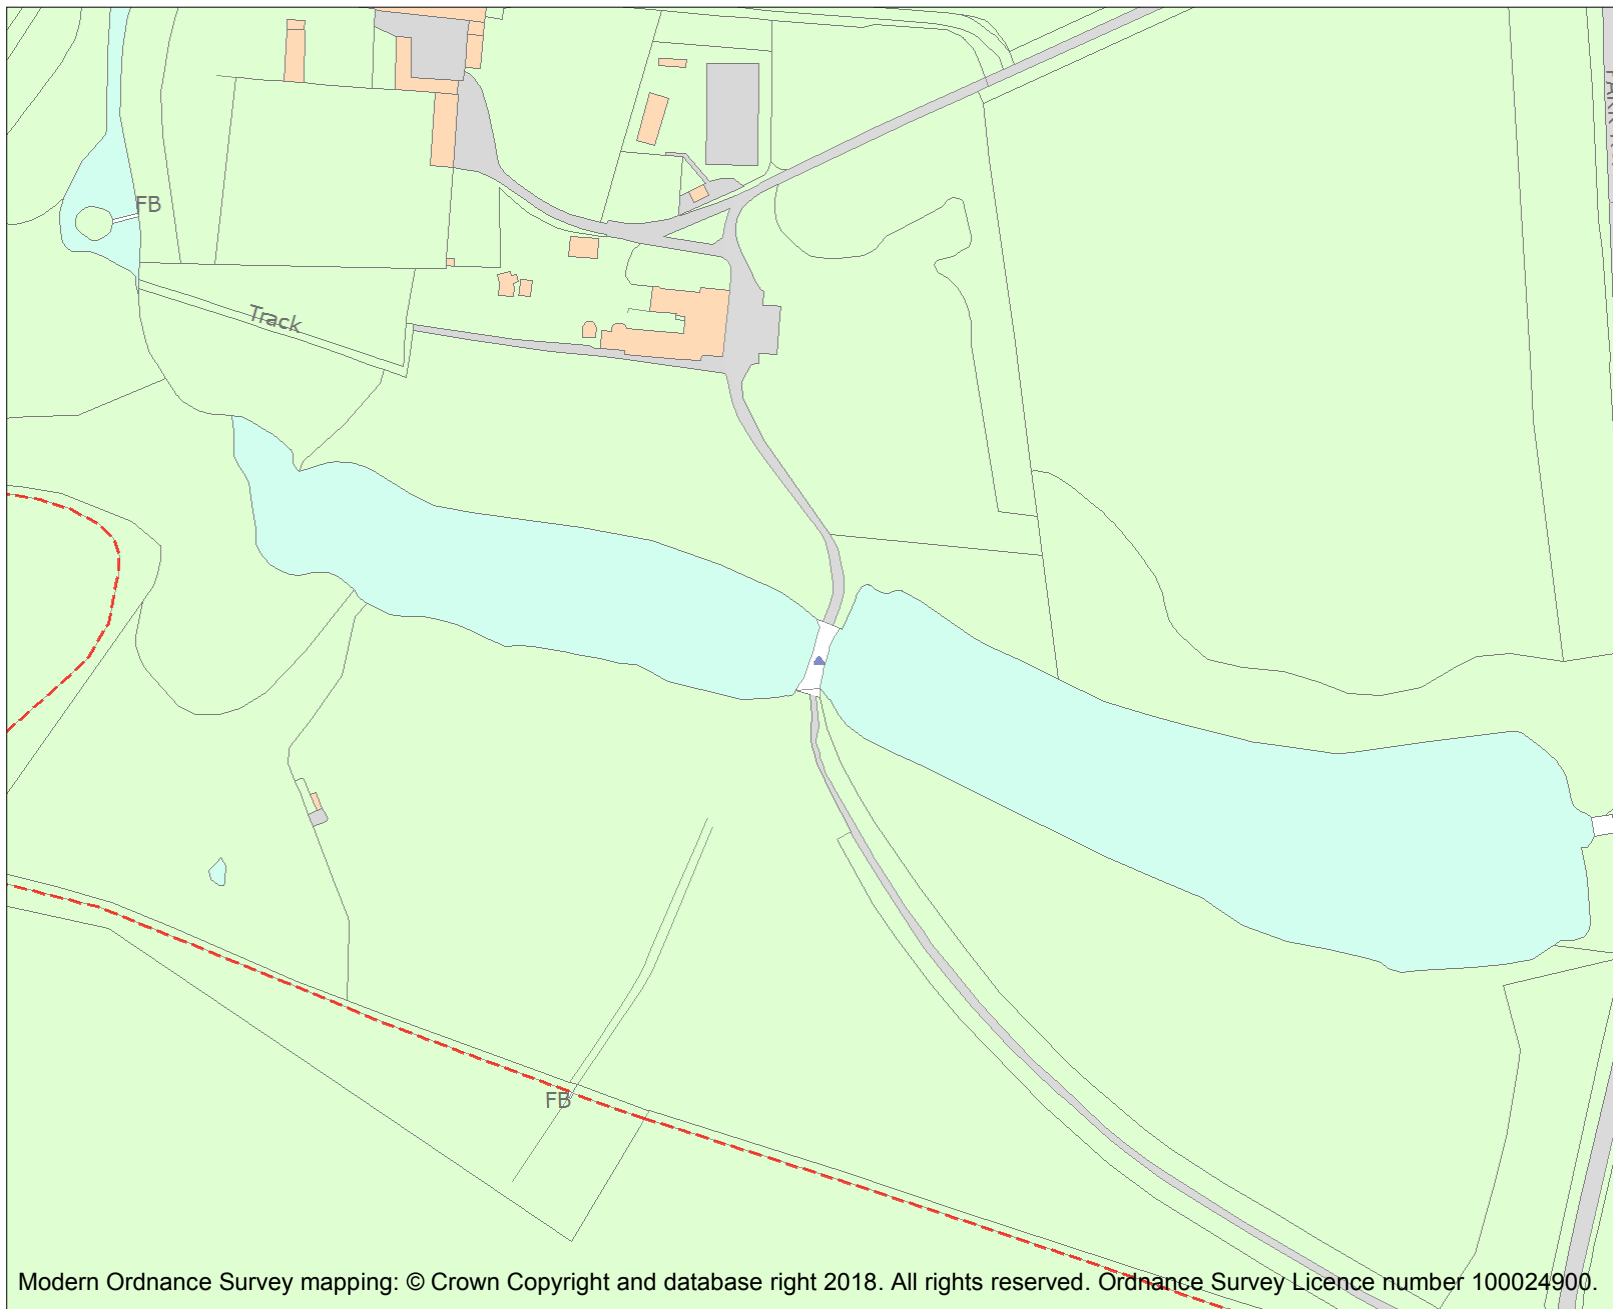 FB
Track
FB
Modern Ordnance Survey mapping: © Crown Copyright and database right 2018. All rights reserved. Ordnance Survey Licence number 100024900.